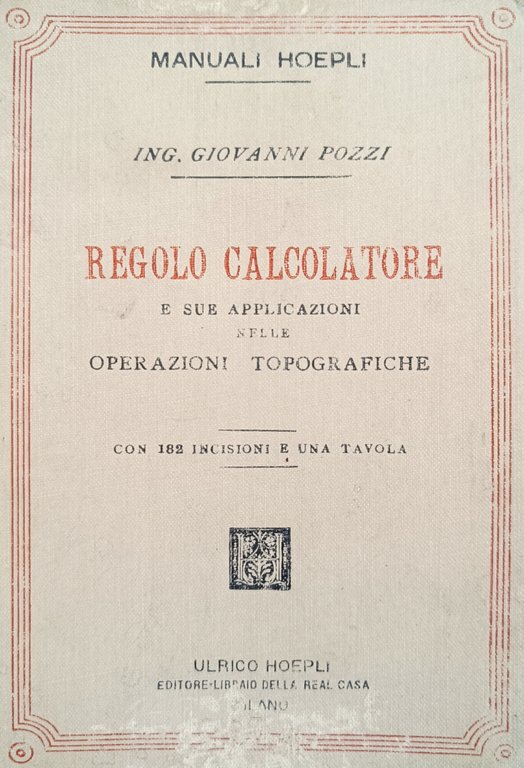 MANUALI HOEPLI
ING. GIOVANNI POZZI
REGOLO CALCOLATORE
E SUE APPLICAZIONI
NELLE
OPERAZIONI TOPOGRAFICHE
CON 182 INCISIONI E UNA TAVOLA
H
ULRICO HOEPLI
EDITORE-LIBRAIO DELLA REAL CASA
MILANO